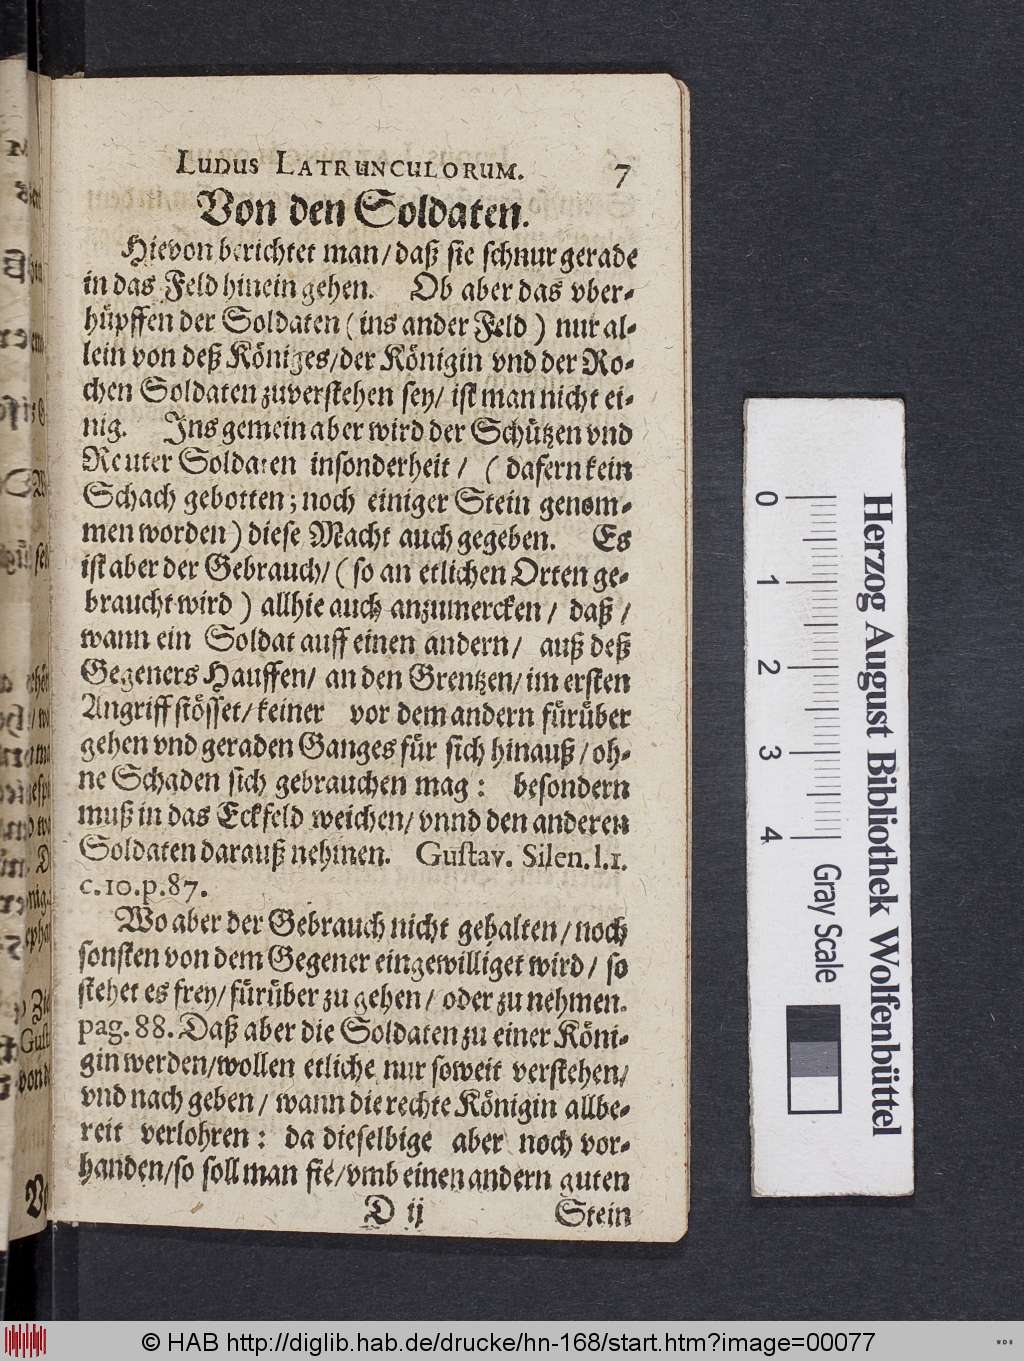 LUDUS LATRUNCULORUM. 7
Von den Soldaten.
Hievon berichtet man/daß sie schnurgerade
in das Feld hinein gehen. Ob aber das vber-
hüpffen der Soldaten (ins ander Feld) nur al-
lein von deß Königes/der Königin vnd der Ro-
chen Soldaten zuverstehen sey/ ist man nicht ei-
nig. Ins gemein aber wird der Schützen vnd
Reuter Soldaten insonderheit/ (dafern kein
Schach gebotten; noch einiger Stein genom-
men worden) diese Macht auch gegeben. Es
ist aber der Gebrauch/ (so an etlichen Orten ge-
braucht wird) allhie auch anzumercken/ daß/
wann ein Soldat auff einen andern/ auß deß
Gegeners Hauffen/ an den Grentzen/ im ersten
Angriff stösset/ keiner vor dem andern fürüber
gehen vnd geraden Ganges für sich hinauß/ oh-
ne Schaden sich gebrauchen mag: besondern
muß in das Eckfeld weichen/ vnnd den anderen
Soldaten darauß nehmen. Gustav. Silen. l. 1.
c. 10. p. 87.
Wo aber der Gebrauch nicht gehalten/ noch
sonsten von dem Gegener eingewilliget wird/ so
stehet es frey/ fürüber zu gehen/ oder zu nehmen.
pag. 88. Daß aber die Soldaten zu einer Köni-
gin werden/wollen etliche nur soweit verstehen/
vnd nach geben/ wann die rechte Königin allbe-
reit verlohren: da dieselbige aber noch vor-
handen/so soll man sie/vmb einen andern guten
D ij Stein
Herzog August Bibliothek Wolfenbüttel
0 1 2 3 4 Gray Scale
© HAB http://diglib.hab.de/drucke/hn-168/start.htm?image=00077